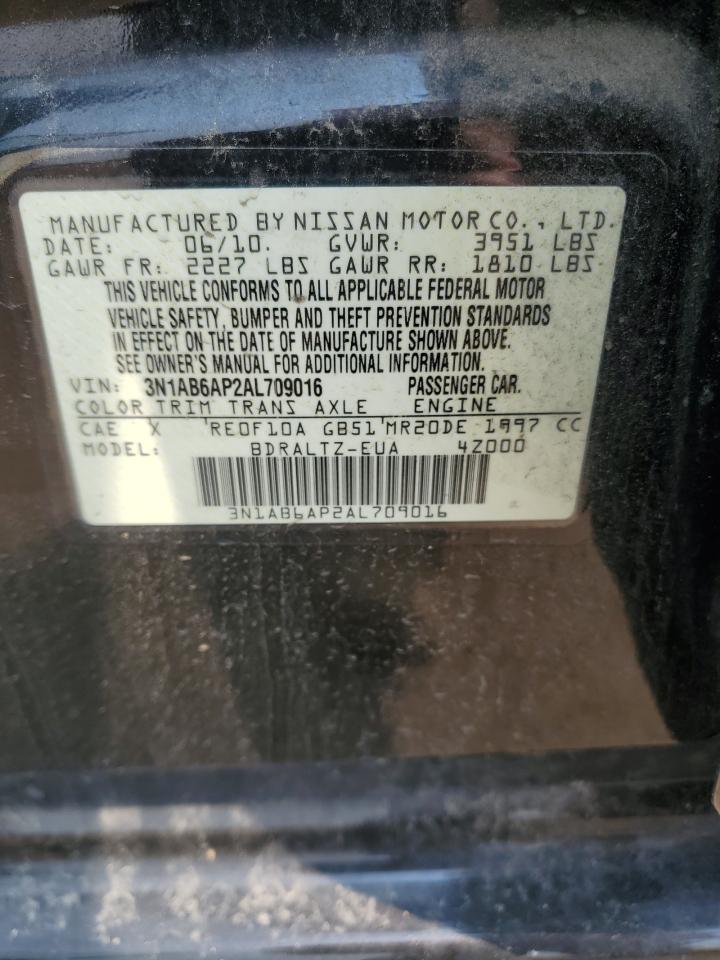 MANUFACTURED BY NISSAN MOTOR CO., LTD.
DATE: 06/10. GVWR: 3951 LBS
GAWR FR: 2227 LBS GAWR RR: 1810 LBS
THIS VEHICLE CONFORMS TO ALL APPLICABLE FEDERAL MOTOR
VEHICLE SAFETY, BUMPER AND THEFT PREVENTION STANDARDS
IN EFFECT ON THE DATE OF MANUFACTURE SHOWN ABOVE.
SEE OWNER'S MANUAL FOR ADDITIONAL INFORMATION.
VIN: 3N1AB6AP2AL709016 PASSENGER CAR.
COLOR TRIM TRANS AXLE ENGINE
CAE X RE0F10A GB51 MR20DE 1997 CC
MODEL: BDRALTZ-EUA 4Z000
3N1AB6AP2AL709016